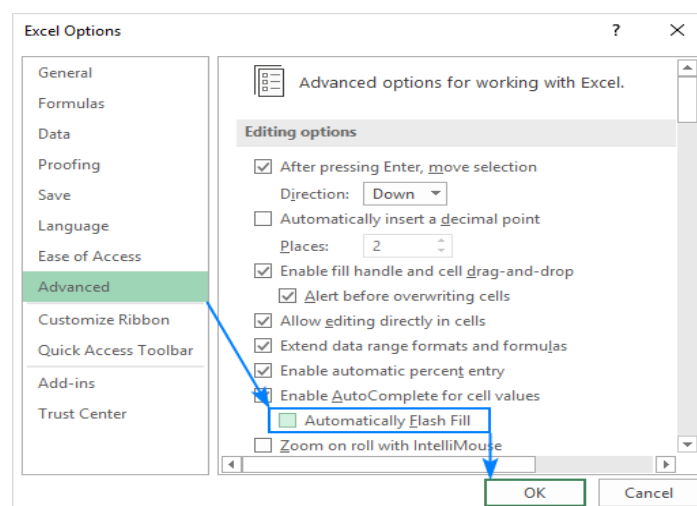 Excel Options ? ✕
General
Formulas
Data
Proofing
Save
Language
Ease of Access
Advanced
Customize Ribbon
Quick Access Toolbar
Add-ins
Trust Center
Advanced options for working with Excel.
Editing options
After pressing Enter, move selection
Direction: Down
Automatically insert a decimal point
Places: 2
Enable fill handle and cell drag-and-drop
Alert before overwriting cells
Allow editing directly in cells
Extend data range formats and formulas
Enable automatic percent entry
Enable AutoComplete for cell values
Automatically Flash Fill
Zoom on roll with IntelliMouse
OK Cancel